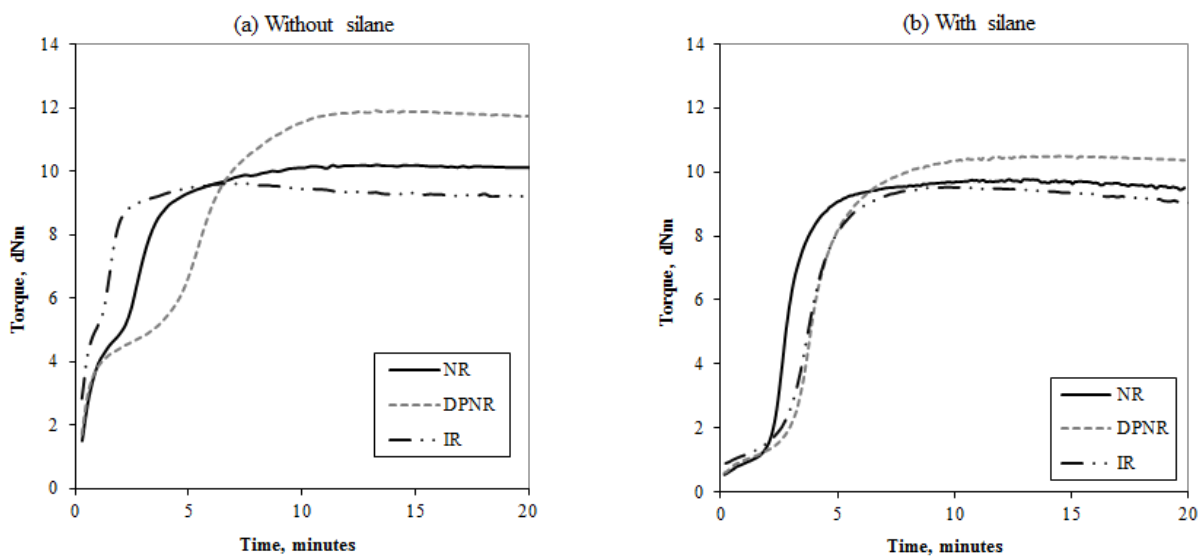 (a) Without silane
14
12
10
8
6
4
2
0
Torque, dNm
0 5 10 15 20
Time, minutes
NR
DPNR
IR
(b) With silane
14
12
10
8
6
4
2
0
Torque, dNm
0 5 10 15 20
Time, minutes
NR
DPNR
IR